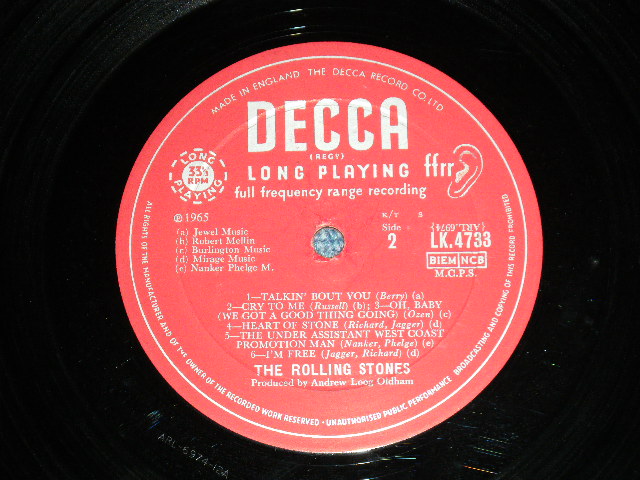 MADE IN ENGLAND THE DECCA RECORD CO. LTD
DECCA
(REGᵈ)
LONG PLAYING ffrr
full frequency range recording
LONG PLAYING
33⅓
RPM
℗1965
(a) Jewel Music
(b) Robert Mellin
(c) Burlington Music
(d) Mirage Music
(e) Nanker Phelge M.
K/T S
Side
2
(ARL.6974)
LK.4733
BIEM NCB
M.C.P.S.
1—TALKIN' BOUT YOU (Berry) (a)
2—CRY TO ME (Russell) (b); 3—OH, BABY
(WE GOT A GOOD THING GOING) (Ozen) (c)
4—HEART OF STONE (Richard, Jagger) (d)
5—THE UNDER ASSISTANT WEST COAST
PROMOTION MAN (Nanker, Phelge) (e)
6—I'M FREE (Jagger, Richard) (d)
THE ROLLING STONES
Produced by Andrew Loog Oldham
ALL RIGHTS OF THE MANUFACTURER AND OF THE OWNER OF THE RECORDED WORK RESERVED · UNAUTHORISED PUBLIC PERFORMANCE BROADCASTING AND COPYING OF THIS RECORD PROHIBITED
ARL-6974-12A